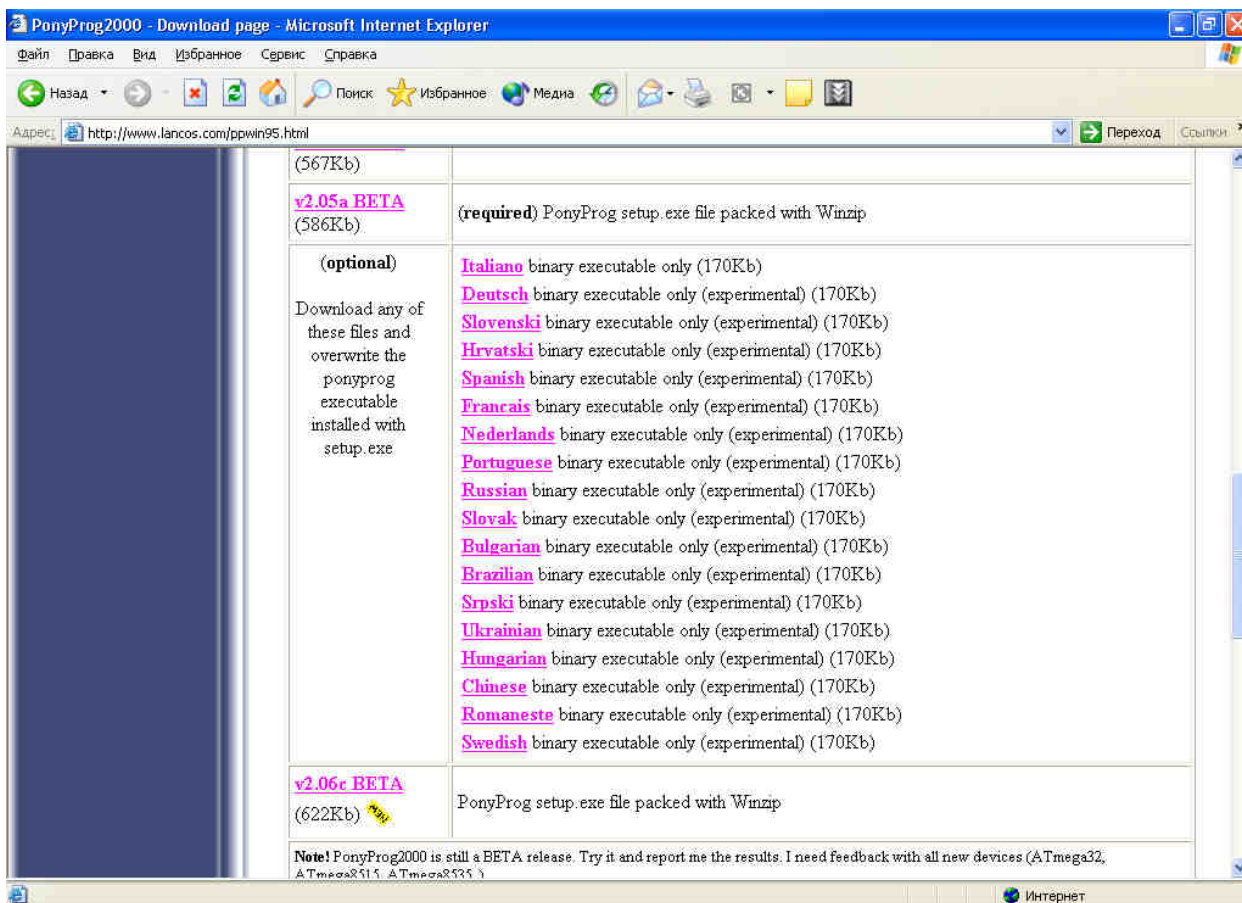 PonyProg2000 - Download page - Microsoft Internet Explorer
Файл Правка Вид Избранное Сервис Справка
Назад Поиск Избранное Медиа
Адрес: http://www.lancos.com/ppwin95.html Переход Ссылки »
(567Kb)
v2.05a BETA
(586Kb)
(required) PonyProg setup.exe file packed with Winzip
(optional)
Download any of
these files and
overwrite the
ponyprog
executable
installed with
setup.exe
Italiano binary executable only (170Kb)
Deutsch binary executable only (experimental) (170Kb)
Slovenski binary executable only (experimental) (170Kb)
Hrvatski binary executable only (experimental) (170Kb)
Spanish binary executable only (experimental) (170Kb)
Francais binary executable only (experimental) (170Kb)
Nederlands binary executable only (experimental) (170Kb)
Portuguese binary executable only (experimental) (170Kb)
Russian binary executable only (experimental) (170Kb)
Slovak binary executable only (experimental) (170Kb)
Bulgarian binary executable only (experimental) (170Kb)
Brazilian binary executable only (experimental) (170Kb)
Srpski binary executable only (experimental) (170Kb)
Ukrainian binary executable only (experimental) (170Kb)
Hungarian binary executable only (experimental) (170Kb)
Chinese binary executable only (experimental) (170Kb)
Romaneste binary executable only (experimental) (170Kb)
Swedish binary executable only (experimental) (170Kb)
v2.06c BETA
(622Kb) NEW
PonyProg setup.exe file packed with Winzip
Note! PonyProg2000 is still a BETA release. Try it and report me the results. I need feedback with all new devices (ATmega32,
ATmega8515, ATmega8535 )
Интернет